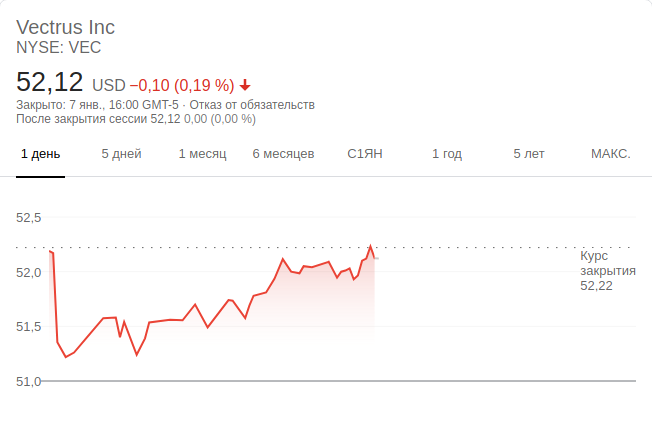 Vectrus Inc
NYSE: VEC
52,12 USD −0,10 (0,19 %)
Закрыто: 7 янв., 16:00 GMT-5 · Отказ от обязательств
После закрытия сессии 52,12 0,00 (0,00 %)
1 день 5 дней 1 месяц 6 месяцев С1ЯН 1 год 5 лет МАКС.
52,5
Курс
закрытия
52,22
52,0
51,5
51,0